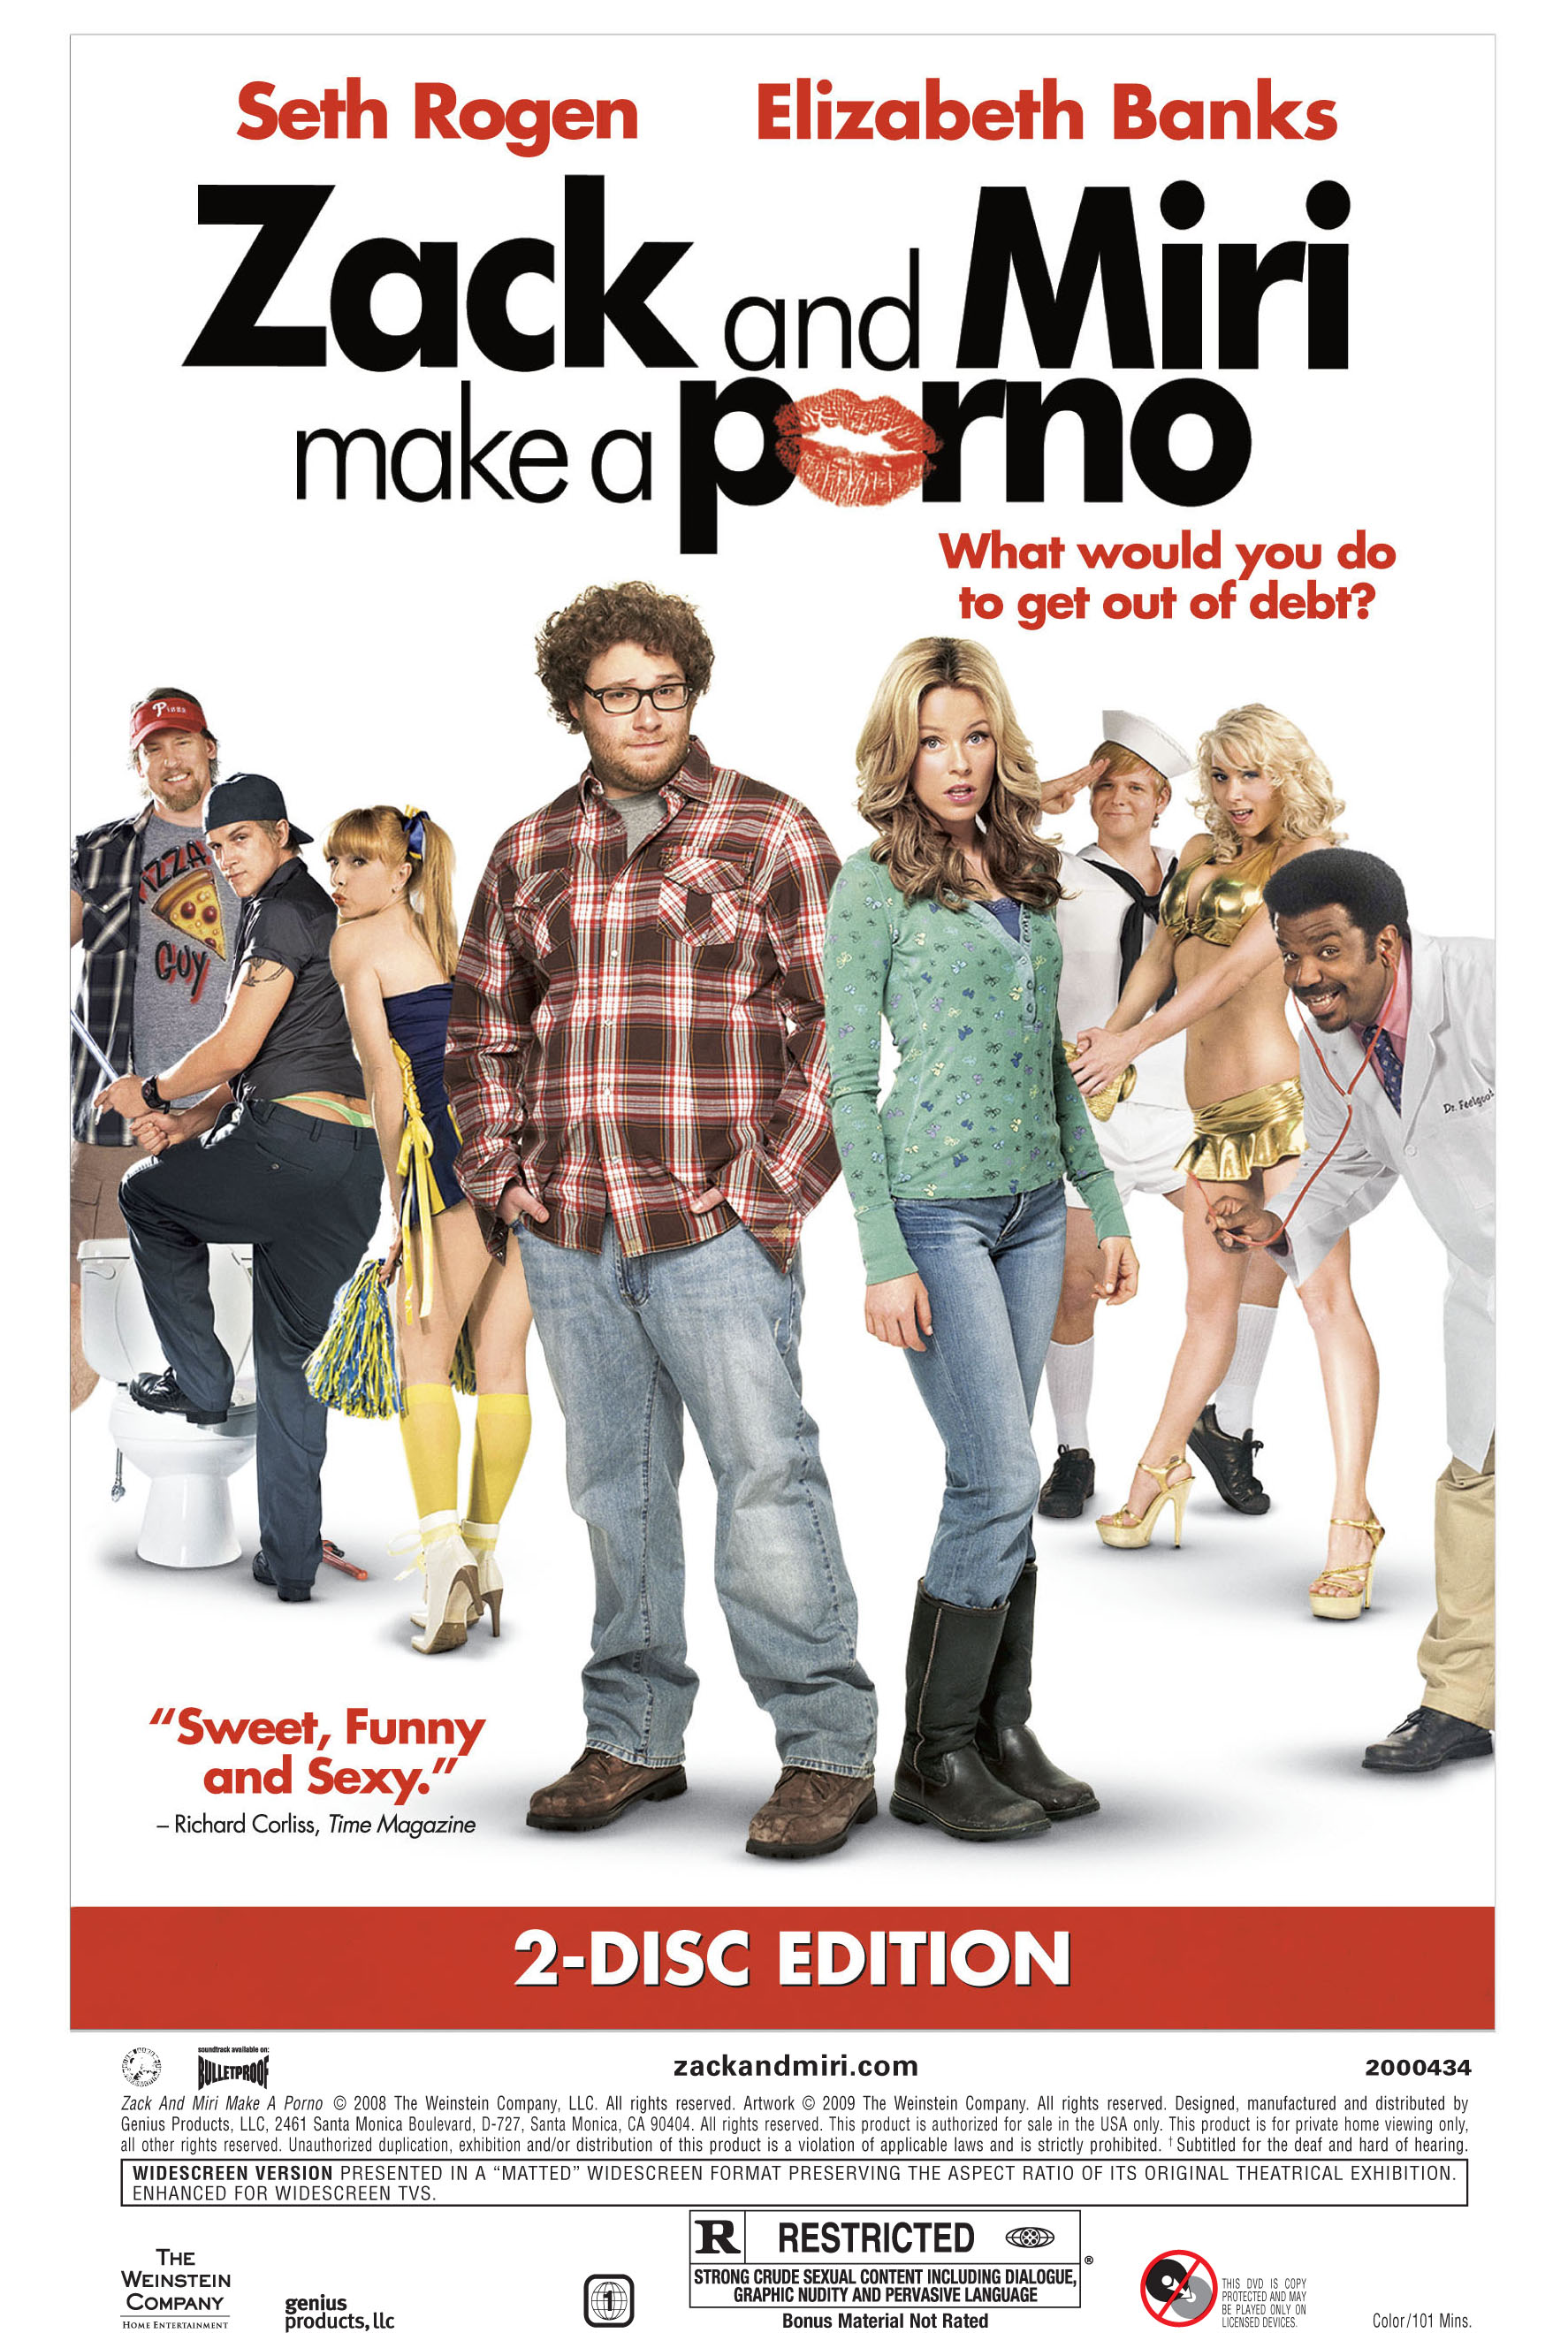 Seth Rogen Elizabeth Banks
Zack and Miri
make a porno
What would you do
to get out of debt?
Pizza
PIZZA
GUY
Dr. Feelgood
“Sweet, Funny
and Sexy.”
– Richard Corliss, Time Magazine
2-DISC EDITION
soundtrack available on:
BULLETPROOF
zackandmiri.com
2000434
Zack And Miri Make A Porno © 2008 The Weinstein Company, LLC. All rights reserved. Artwork © 2009 The Weinstein Company. All rights reserved. Designed, manufactured and distributed by
Genius Products, LLC, 2461 Santa Monica Boulevard, D-727, Santa Monica, CA 90404. All rights reserved. This product is authorized for sale in the USA only. This product is for private home viewing only,
all other rights reserved. Unauthorized duplication, exhibition and/or distribution of this product is a violation of applicable laws and is strictly prohibited. † Subtitled for the deaf and hard of hearing.
WIDESCREEN VERSION PRESENTED IN A “MATTED” WIDESCREEN FORMAT PRESERVING THE ASPECT RATIO OF ITS ORIGINAL THEATRICAL EXHIBITION.
ENHANCED FOR WIDESCREEN TVS.
THE
WEINSTEIN
COMPANY
HOME ENTERTAINMENT
genius
products, llc
1
R RESTRICTED ®
STRONG CRUDE SEXUAL CONTENT INCLUDING DIALOGUE,
GRAPHIC NUDITY AND PERVASIVE LANGUAGE
Bonus Material Not Rated
THIS DVD IS COPY
PROTECTED AND MAY
BE PLAYED ONLY ON
LICENSED DEVICES.
Color/101 Mins.